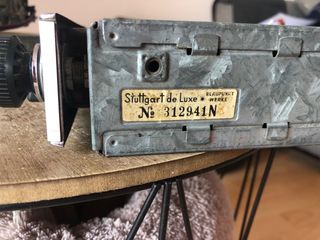 Stuttgart de Luxe * BLAUPUNKT WERKE
№ 312941N